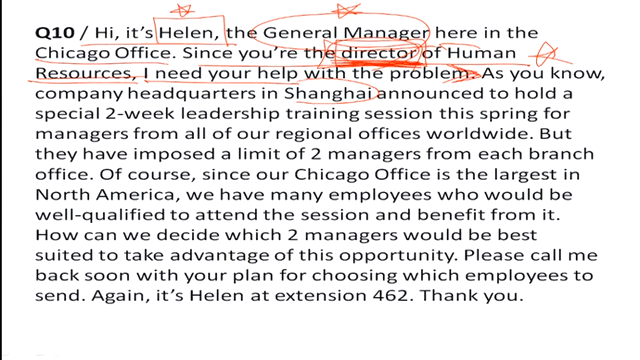 Q10 / Hi, it's Helen, the General Manager here in the
Chicago Office. Since you're the director of Human
Resources, I need your help with the problem. As you know,
company headquarters in Shanghai announced to hold a
special 2-week leadership training session this spring for
managers from all of our regional offices worldwide. But
they have imposed a limit of 2 managers from each branch
office. Of course, since our Chicago Office is the largest in
North America, we have many employees who would be
well-qualified to attend the session and benefit from it.
How can we decide which 2 managers would be best
suited to take advantage of this opportunity. Please call me
back soon with your plan for choosing which employees to
send. Again, it's Helen at extension 462. Thank you.